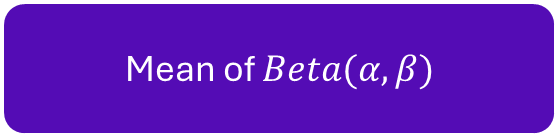 Mean of Beta(α, β)